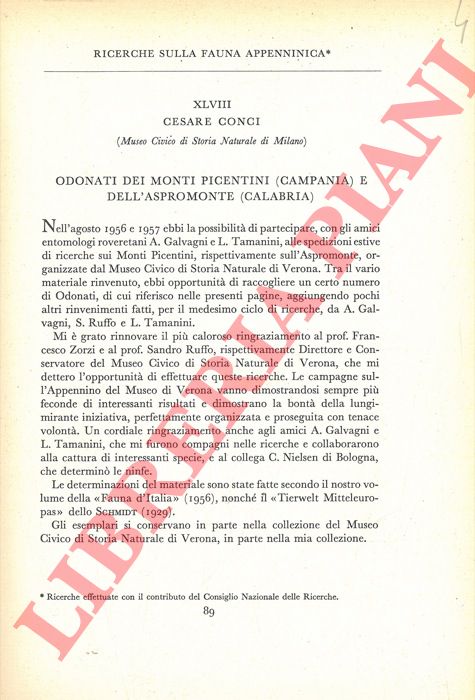 4
RICERCHE SULLA FAUNA APPENNINICA*
XLVIII
CESARE CONCI
(Museo Civico di Storia Naturale di Milano)
ODONATI DEI MONTI PICENTINI (CAMPANIA) E
DELL'ASPROMONTE (CALABRIA)
Nell'agosto 1956 e 1957 ebbi la possibilità di partecipare, con gli amici
entomologi roveretani A. Galvagni e L. Tamanini, alle spedizioni estive
di ricerche sui Monti Picentini, rispettivamente sull'Aspromonte, or-
ganizzate dal Museo Civico di Storia Naturale di Verona. Tra il vario
materiale rinvenuto, ebbi opportunità di raccogliere un certo numero
di Odonati, di cui riferisco nelle presenti pagine, aggiungendo pochi
altri rinvenimenti fatti, per il medesimo ciclo di ricerche, da A. Gal-
vagni, S. Ruffo e L. Tamanini.
Mi è grato rinnovare il più caloroso ringraziamento al prof. Fran-
cesco Zorzi e al prof. Sandro Ruffo, rispettivamente Direttore e Con-
servatore del Museo Civico di Storia Naturale di Verona, che mi
dettero l'opportunità di effettuare queste ricerche. Le campagne sul-
l'Appennino del Museo di Verona vanno dimostrandosi sempre più
feconde di interessanti risultati e dimostrano la bontà della lungi-
mirante iniziativa, perfettamente organizzata e proseguita con tenace
volontà. Un cordiale ringraziamento anche agli amici A. Galvagni e
L. Tamanini, che mi furono compagni nelle ricerche e collaborarono
alla cattura di interessanti specie, e al collega C. Nielsen di Bologna,
che determinò le ninfe.
Le determinazioni del materiale sono state fatte secondo il nostro vo-
lume della «Fauna d'Italia» (1956), nonché il «Tierwelt Mitteleuro-
pas» dello SCHMIDT (1929).
Gli esemplari si conservano in parte nella collezione del Museo
Civico di Storia Naturale di Verona, in parte nella mia collezione.
* Ricerche effettuate con il contributo del Consiglio Nazionale delle Ricerche.
89
LIBRERIA PIANI